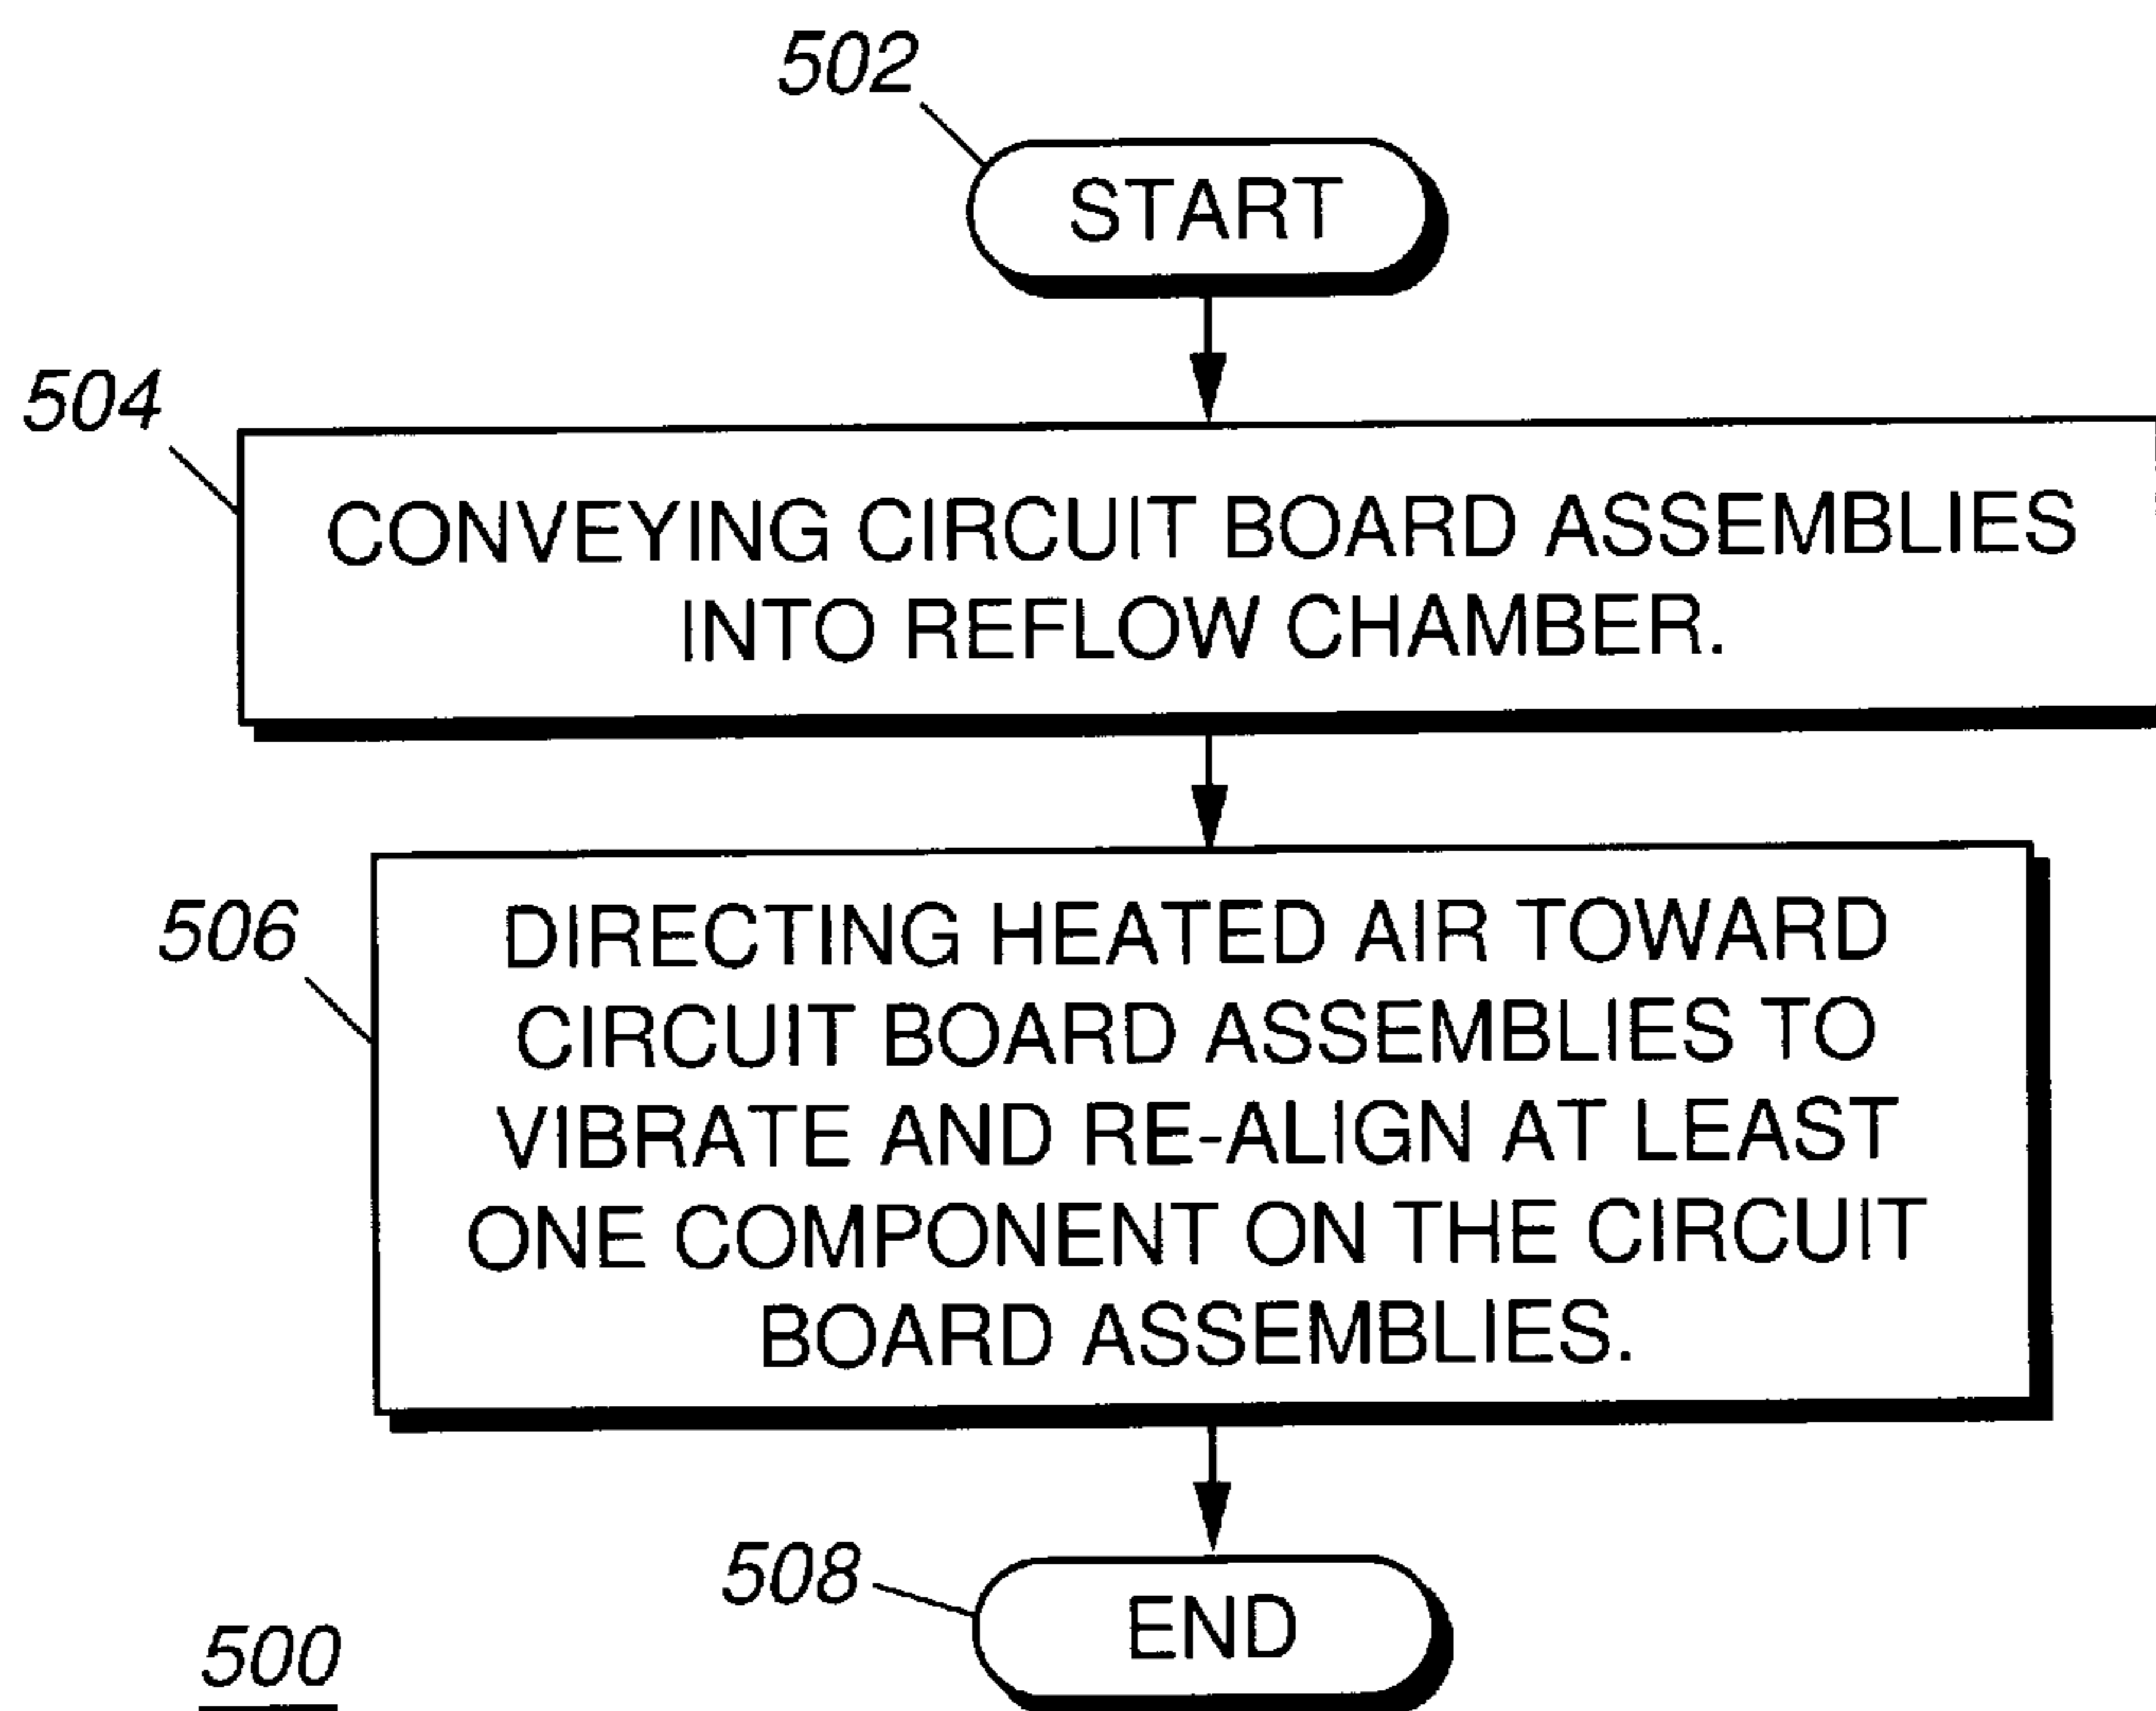 502
START
504
CONVEYING CIRCUIT BOARD ASSEMBLIES
INTO REFLOW CHAMBER.
506
DIRECTING HEATED AIR TOWARD
CIRCUIT BOARD ASSEMBLIES TO
VIBRATE AND RE-ALIGN AT LEAST
ONE COMPONENT ON THE CIRCUIT
BOARD ASSEMBLIES.
508
END
500